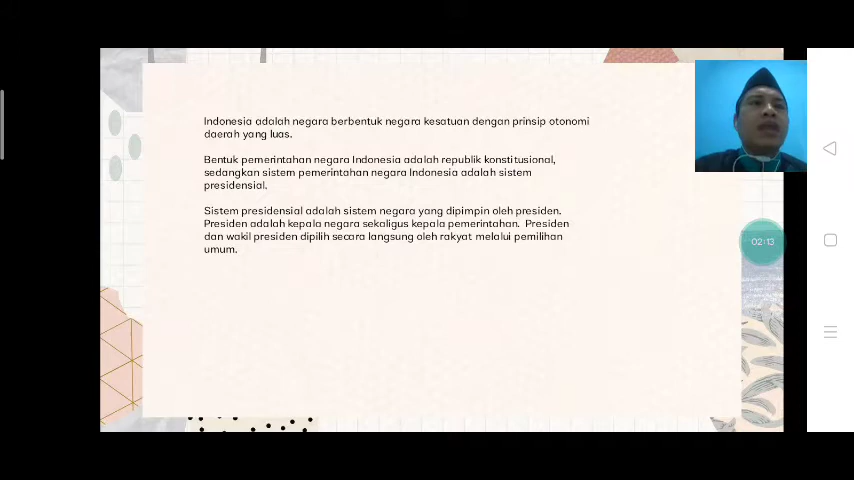 Indonesia adalah negara berbentuk negara kesatuan dengan prinsip otonomi
daerah yang luas.
Bentuk pemerintahan negara Indonesia adalah republik konstitusional,
sedangkan sistem pemerintahan negara Indonesia adalah sistem
presidensial.
Sistem presidensial adalah sistem negara yang dipimpin oleh presiden.
Presiden adalah kepala negara sekaligus kepala pemerintahan. Presiden
dan wakil presiden dipilih secara langsung oleh rakyat melalui pemilihan
umum.
02:13